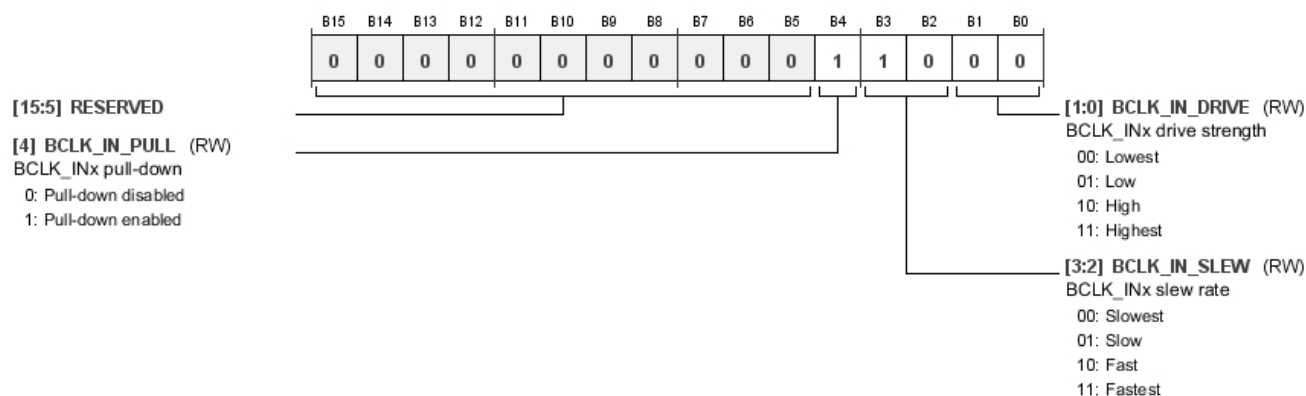 B15 B14 B13 B12 B11 B10 B9 B8 B7 B6 B5 B4 B3 B2 B1 B0
0 0 0 0 0 0 0 0 0 0 0 1 1 0 0 0
[15:5] RESERVED
[4] BCLK_IN_PULL (RW)
BCLK_INx pull-down
0: Pull-down disabled
1: Pull-down enabled
[1:0] BCLK_IN_DRIVE (RW)
BCLK_INx drive strength
00: Lowest
01: Low
10: High
11: Highest
[3:2] BCLK_IN_SLEW (RW)
BCLK_INx slew rate
00: Slowest
01: Slow
10: Fast
11: Fastest